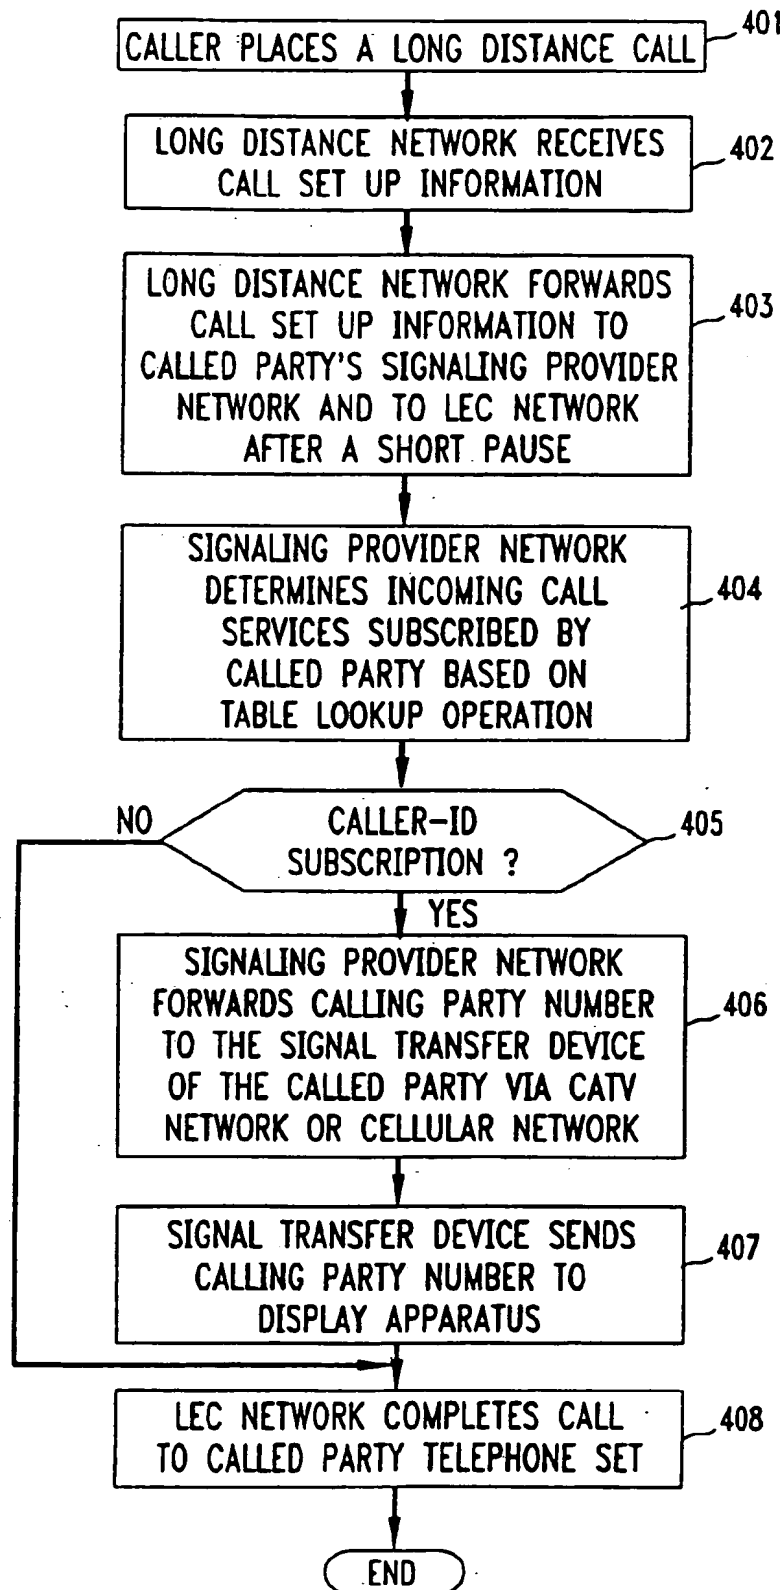 CALLER PLACES A LONG DISTANCE CALL
401
LONG DISTANCE NETWORK RECEIVES
CALL SET UP INFORMATION
402
LONG DISTANCE NETWORK FORWARDS
CALL SET UP INFORMATION TO
CALLED PARTY'S SIGNALING PROVIDER
NETWORK AND TO LEC NETWORK
AFTER A SHORT PAUSE
403
SIGNALING PROVIDER NETWORK
DETERMINES INCOMING CALL
SERVICES SUBSCRIBED BY
CALLED PARTY BASED ON
TABLE LOOKUP OPERATION
404
NO
CALLER-ID
SUBSCRIPTION ?
405
YES
SIGNALING PROVIDER NETWORK
FORWARDS CALLING PARTY NUMBER
TO THE SIGNAL TRANSFER DEVICE
OF THE CALLED PARTY VIA CATV
NETWORK OR CELLULAR NETWORK
406
SIGNAL TRANSFER DEVICE SENDS
CALLING PARTY NUMBER TO
DISPLAY APPARATUS
407
LEC NETWORK COMPLETES CALL
TO CALLED PARTY TELEPHONE SET
408
END